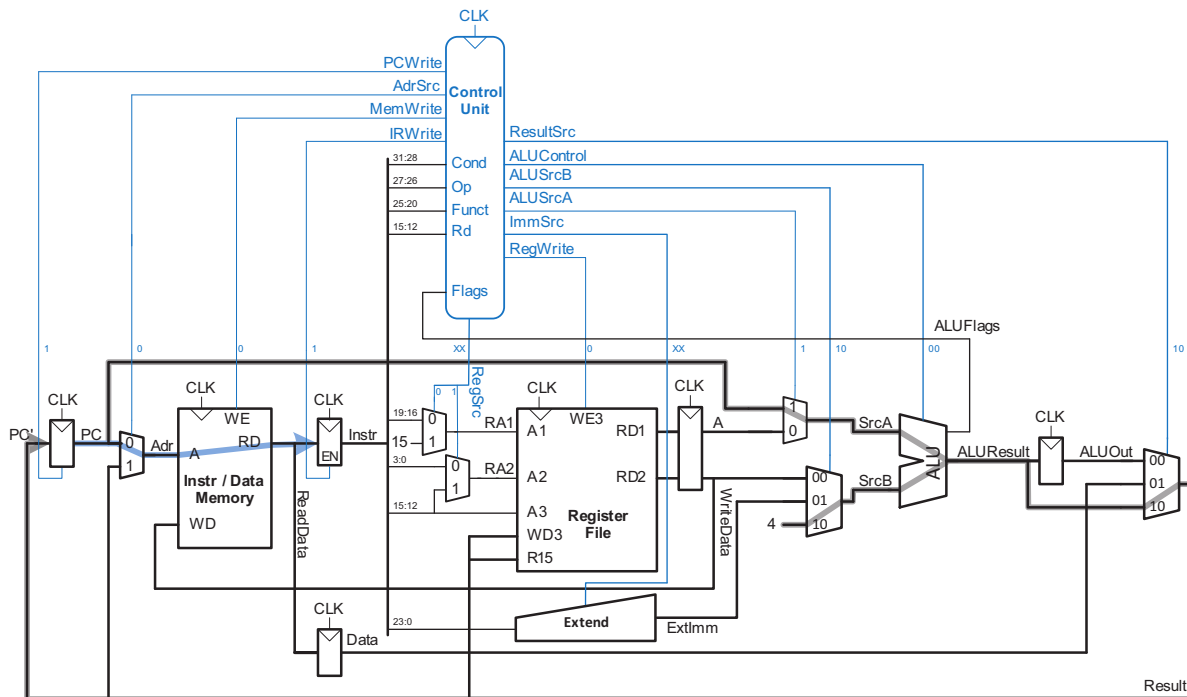 CLK
PCWrite
AdrSrc
MemWrite
IRWrite
Control
Unit
ResultSrc
ALUControl
ALUSrcB
ALUSrcA
ImmSrc
RegWrite
31:28
Cond
27:26
Op
25:20
Funct
15:12
Rd
Flags
ALUFlags
1
0
0
1
XX
0
XX
1
10
00
10
RegSrc
0 1
CLK
PC'
PC
0
1
Adr
CLK
WE
A
RD
Instr / Data
Memory
WD
ReadData
CLK
EN
Instr
19:16
15
0
1
RA1
3:0
0
1
RA2
15:12
CLK
WE3
A1
RD1
A2
RD2
A3
Register
File
WD3
R15
CLK
A
WriteData
1
0
SrcA
00
01
10
4
SrcB
ALU
ALUResult
CLK
ALUOut
00
01
10
23:0
Extend
ExtImm
CLK
Data
Result